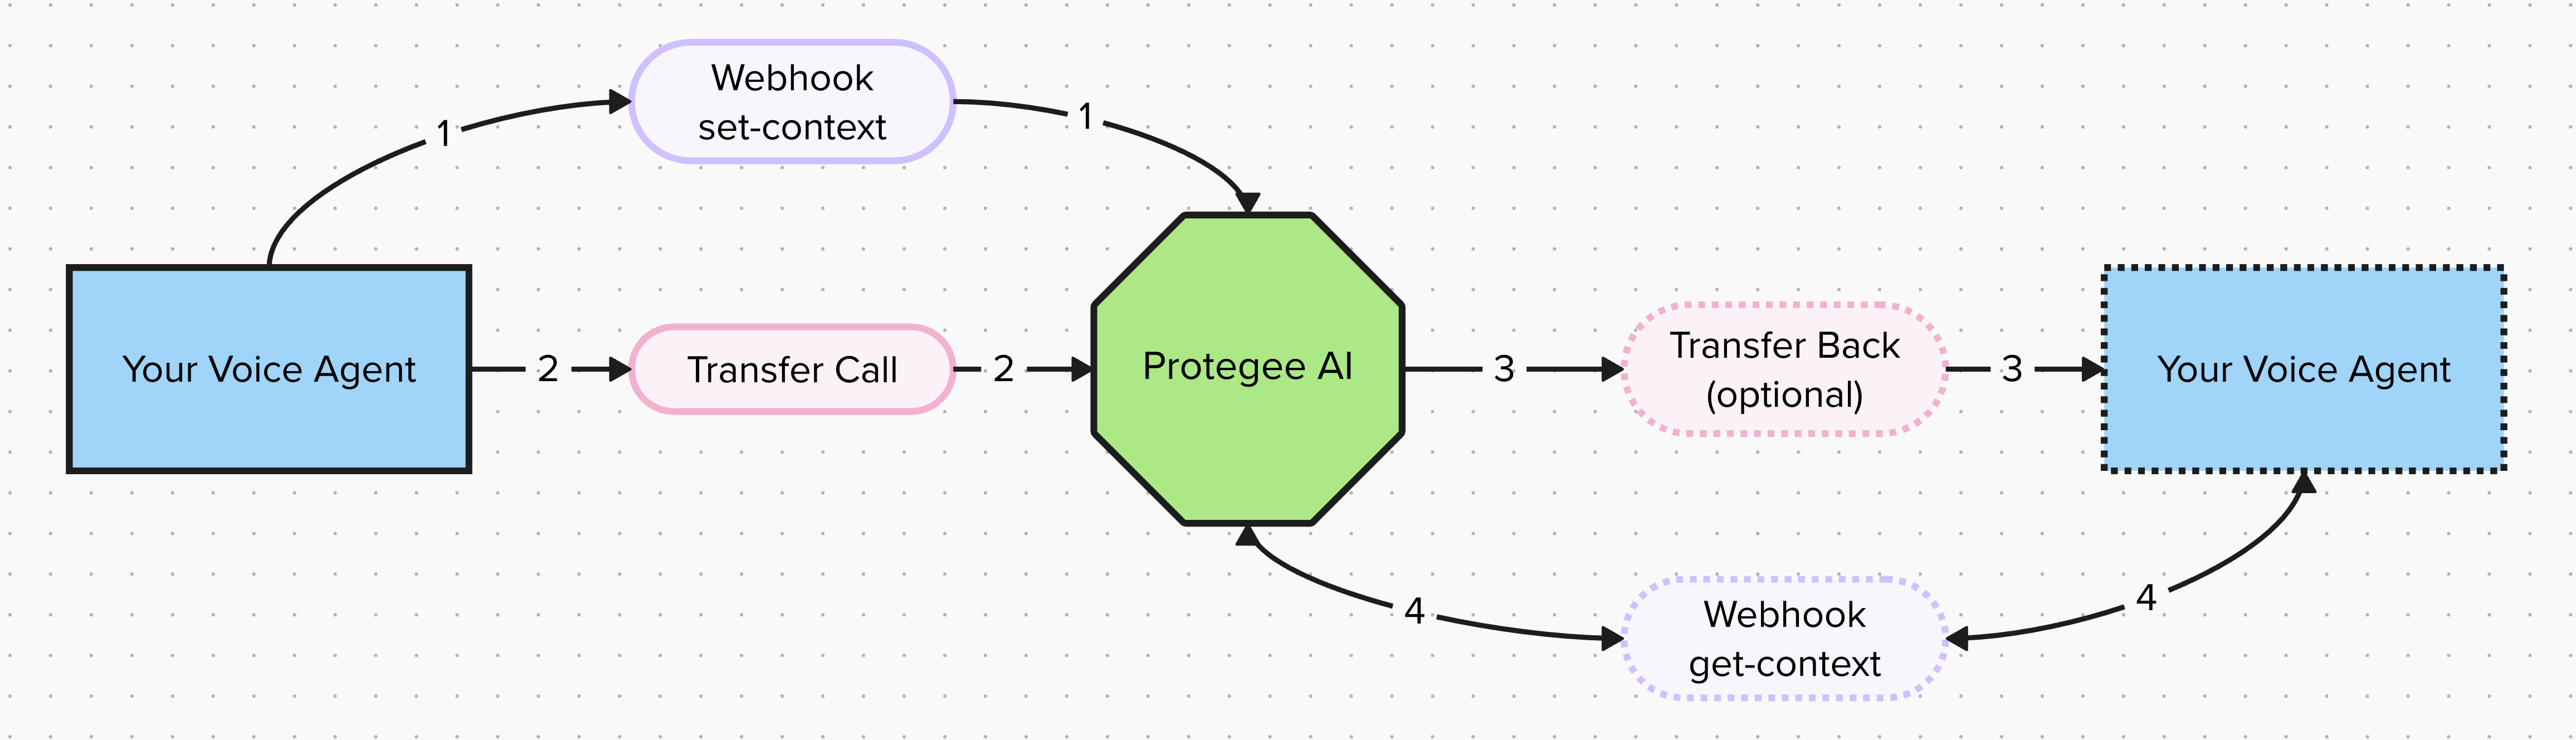 Webhook
set-context
1
1
Your Voice Agent
2
Transfer Call
2
Protegee AI
3
Transfer Back
(optional)
3
Your Voice Agent
4
Webhook
get-context
4